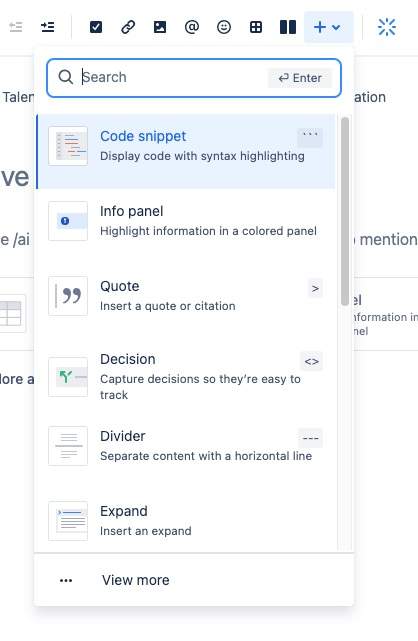 Search
Enter
Talen
ation
Code snippet
```
Display code with syntax highlighting
ve
Info panel
Highlight information in a colored panel
e /ai
mention
Quote
>
Insert a quote or citation
el
nformation in
nel
Decision
<>
Capture decisions so they're easy to
track
lore a
Divider
---
Separate content with a horizontal line
Expand
Insert an expand
View more